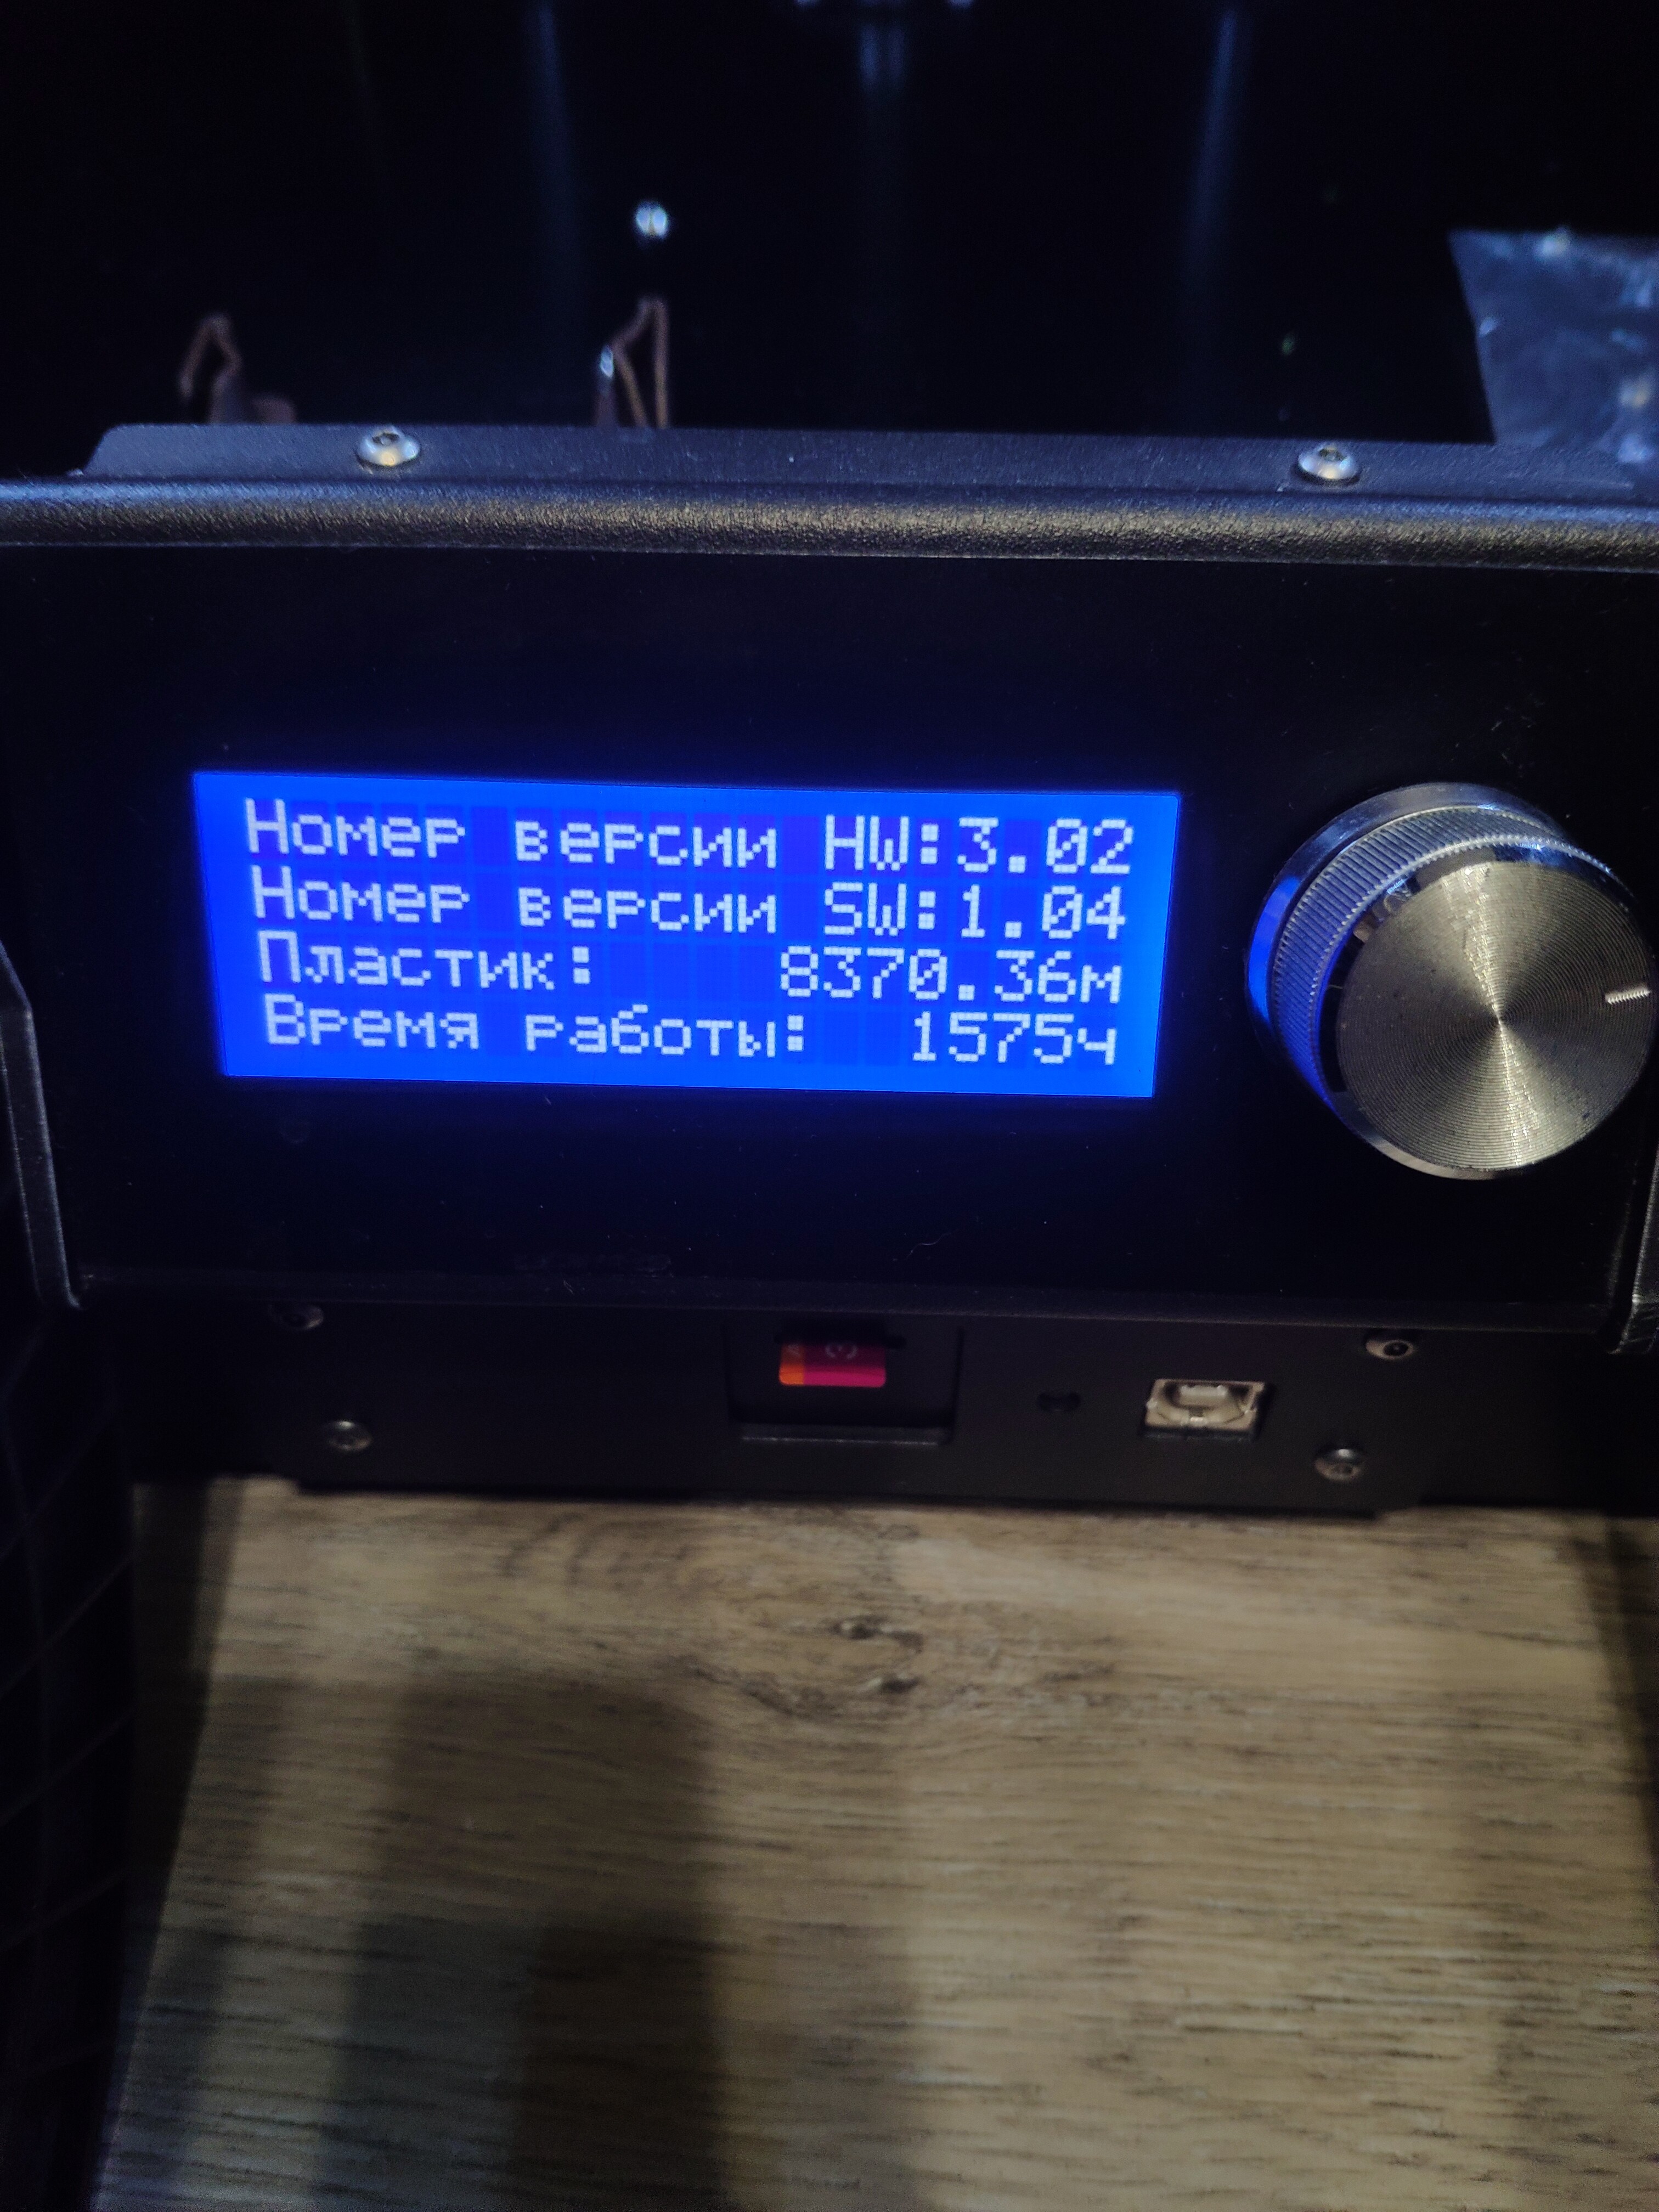 Номер версии HW:3.02
Номер версии SW:1.04
Пластик: 8370.36м
Время работы: 1575ч